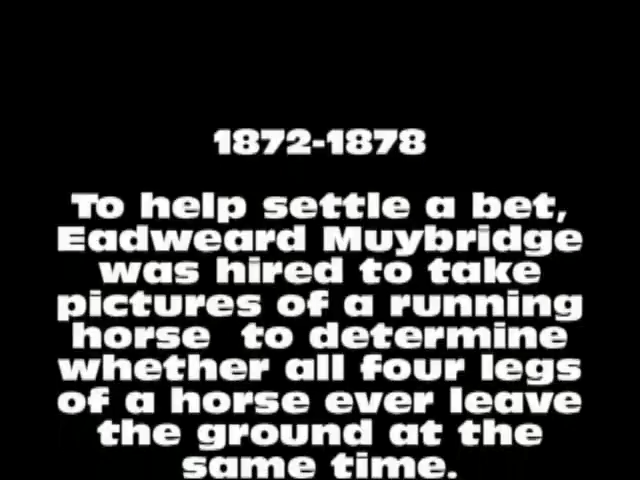 1872-1878
To help settle a bet,
Eadweard Muybridge
was hired to take
pictures of a running
horse to determine
whether all four legs
of a horse ever leave
the ground at the
same time.